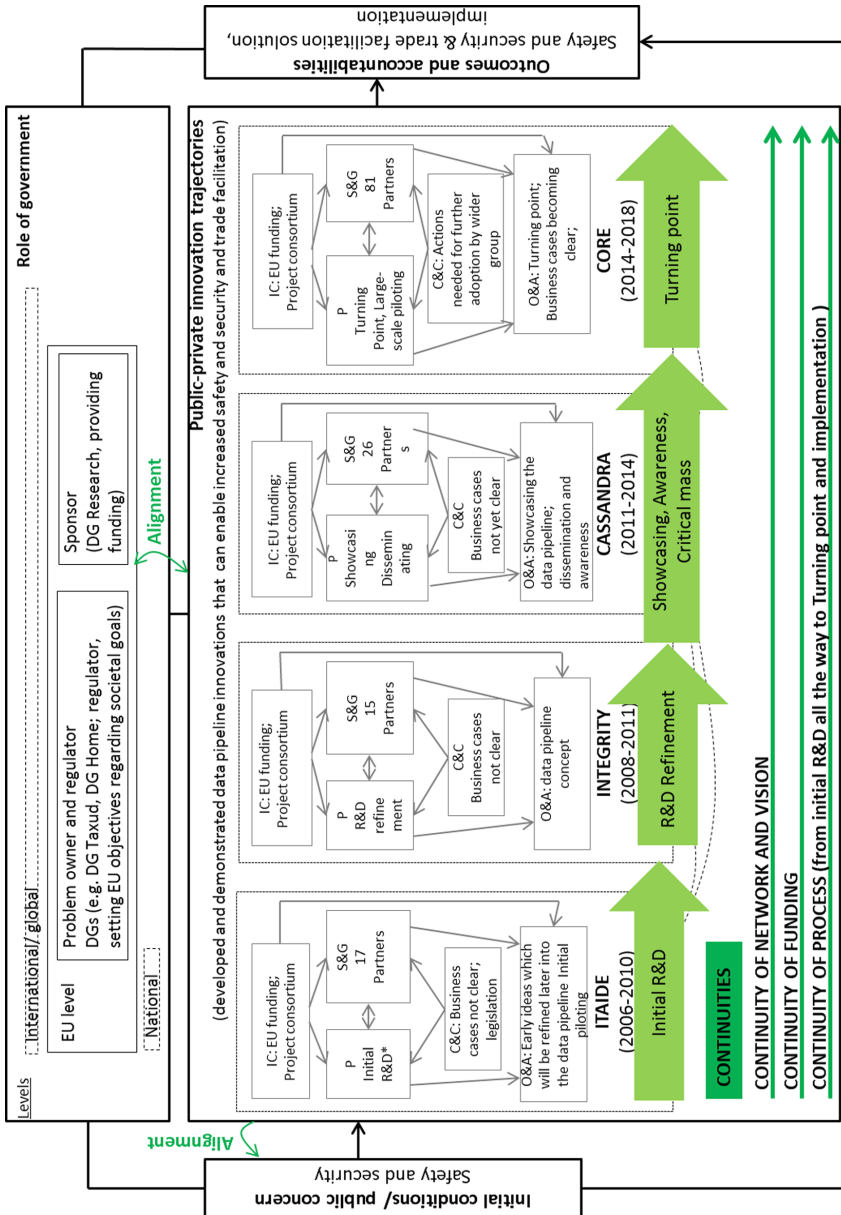 Initial conditions/ public concern
Safety and security
Alignment
Levels
Role of government
International/ global
EU level
Problem owner and regulator
DGs (e.g. DG Taxud, DG Home; regulator,
setting EU objectives regarding societal goals)
Sponsor
(DG Research, providing
funding)
National
Alignment
Public-private innovation trajectories
(developed and demonstrated data pipeline innovations that can enable increased safety and security and trade facilitation)
IC: EU funding;
Project consortium
P
Initial
R&D*
S&G
17
Partners
C&C: Business
cases not clear;
legislation
O&A: Early ideas which
will be refined later into
the data pipeline Initial
piloting
ITAIDE
(2006-2010)
Initial R&D
IC: EU funding;
Project consortium
P
R&D
refine
ment
S&G
15
Partners
C&C
Business cases
not clear
O&A: data pipeline
concept
INTEGRITY
(2008-2011)
R&D Refinement
IC: EU funding;
Project consortium
P
Showcasi
ng
Dissemin
ating
S&G
26
Partner
s
C&C
Business cases
not yet clear
O&A: Showcasing the
data pipeline;
dissemination and
awareness
CASSANDRA
(2011-2014)
Showcasing, Awareness,
Critical mass
IC: EU funding;
Project consortium
P
Turning
Point, Large-
scale piloting
S&G
81
Partners
C&C: Actions
needed for further
adoption by wider
group
O&A: Turning point;
Business cases becoming
clear;
CORE
(2014-2018)
Turning point
CONTINUITIES
CONTINUITY OF NETWORK AND VISION
CONTINUITY OF FUNDING
CONTINUITY OF PROCESS (from initial R&D all the way to Turning point and implementation )
Outcomes and accountabilities
Safety and security & trade facilitation solution,
implementation